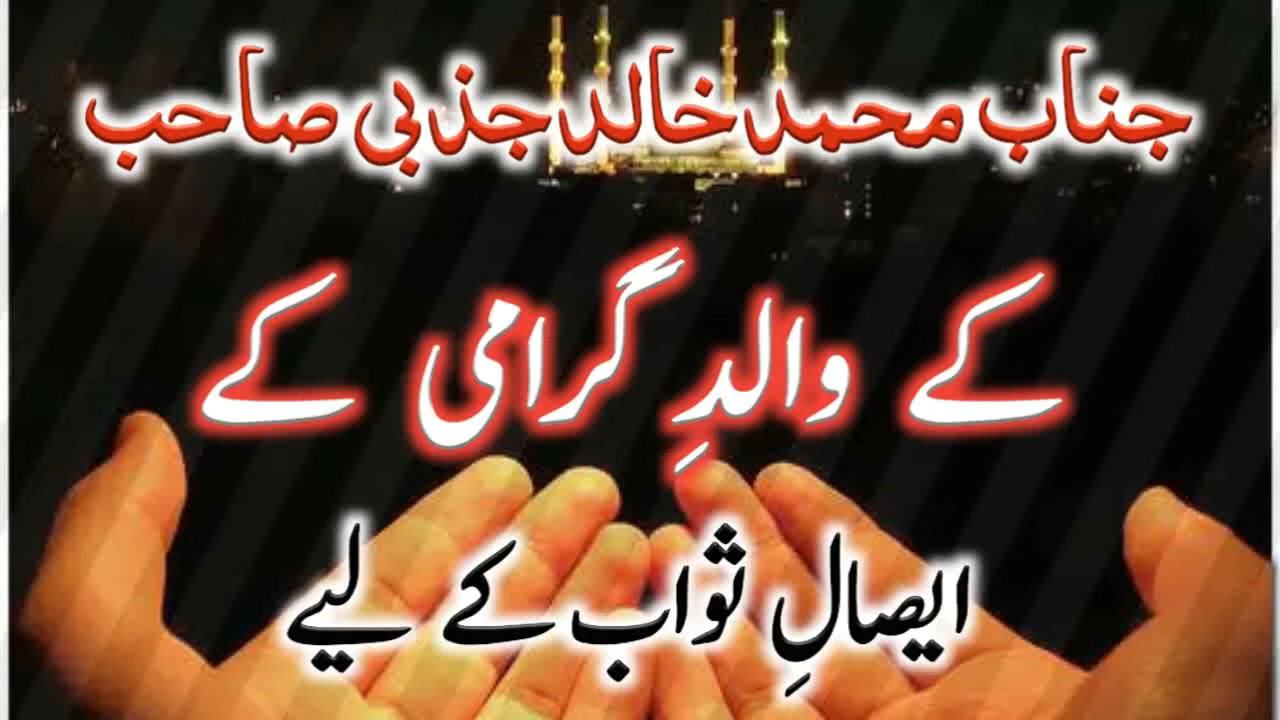 جناب محمد خالد جذبی صاحب
کے والدِ گرامی کے
ایصالِ ثواب کے لیے